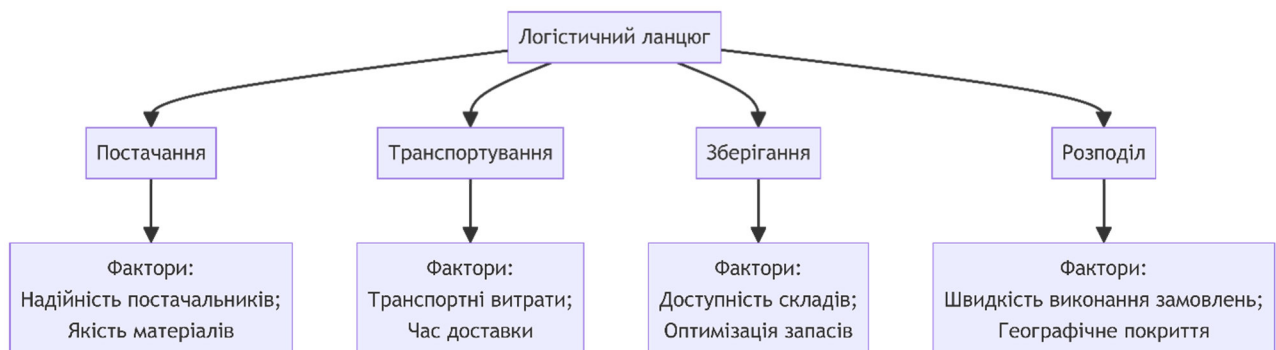 Логістичний ланцюг
Постачання
Транспортування
Зберігання
Розподіл
Фактори:
Надійність постачальників;
Якість матеріалів
Фактори:
Транспортні витрати;
Час доставки
Фактори:
Доступність складів;
Оптимізація запасів
Фактори:
Швидкість виконання замовлень;
Географічне покриття